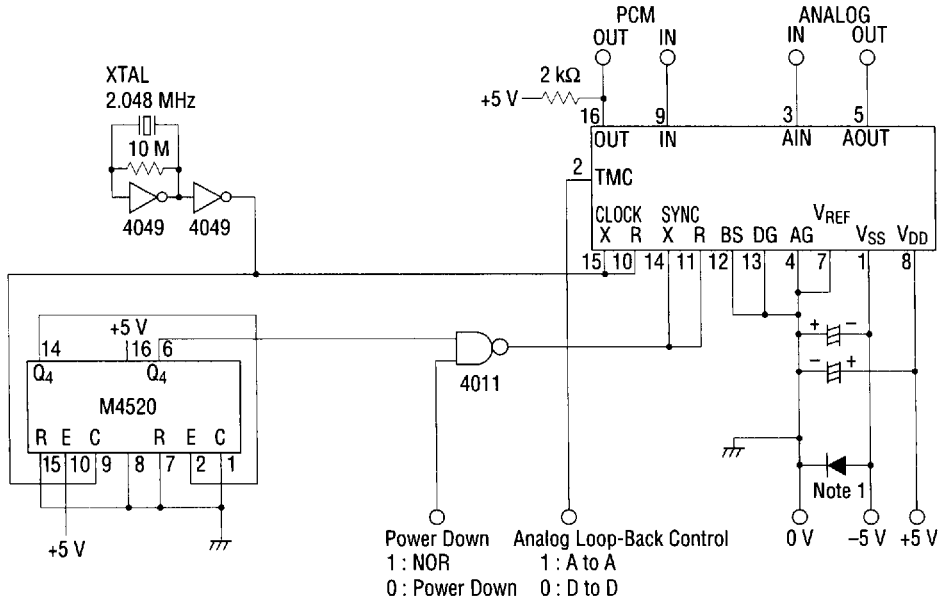 PCM ANALOG
OUT IN IN OUT
XTAL
2.048 MHz
2 kΩ
+5 V
16 9 3 5
10 M
OUT IN AIN AOUT
2 TMC
4049 4049
CLOCK SYNC VREF
X R X R BS DG AG VSS VDD
15 10 14 11 12 13 4 7 1 8
+5 V
14 16 6
+ −
Q4 Q4
− +
4011
M4520
R E C R E C
15 10 9 8 7 2 1
Note 1
+5 V
0 V −5 V +5 V
Power Down Analog Loop-Back Control
1 : NOR 1 : A to A
0 : Power Down 0 : D to D